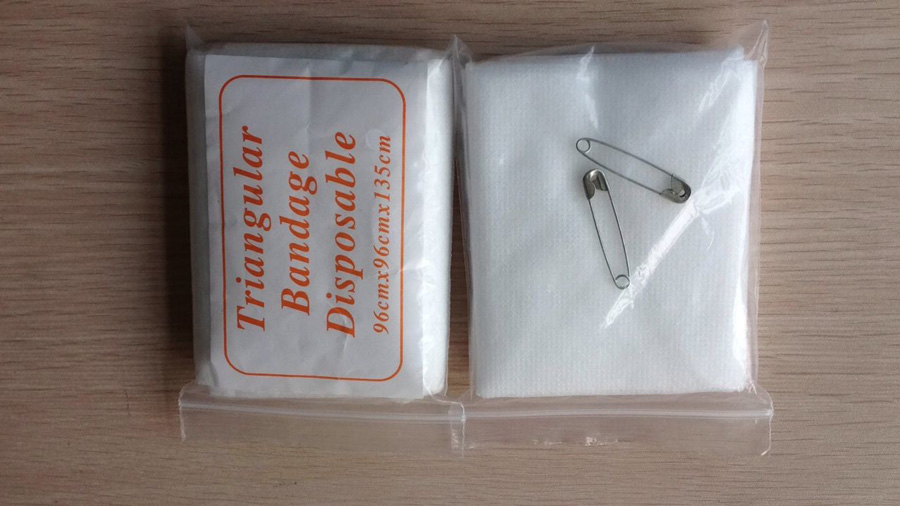 Triangular
Bandage
Disposable
96cmx96cmx135cm